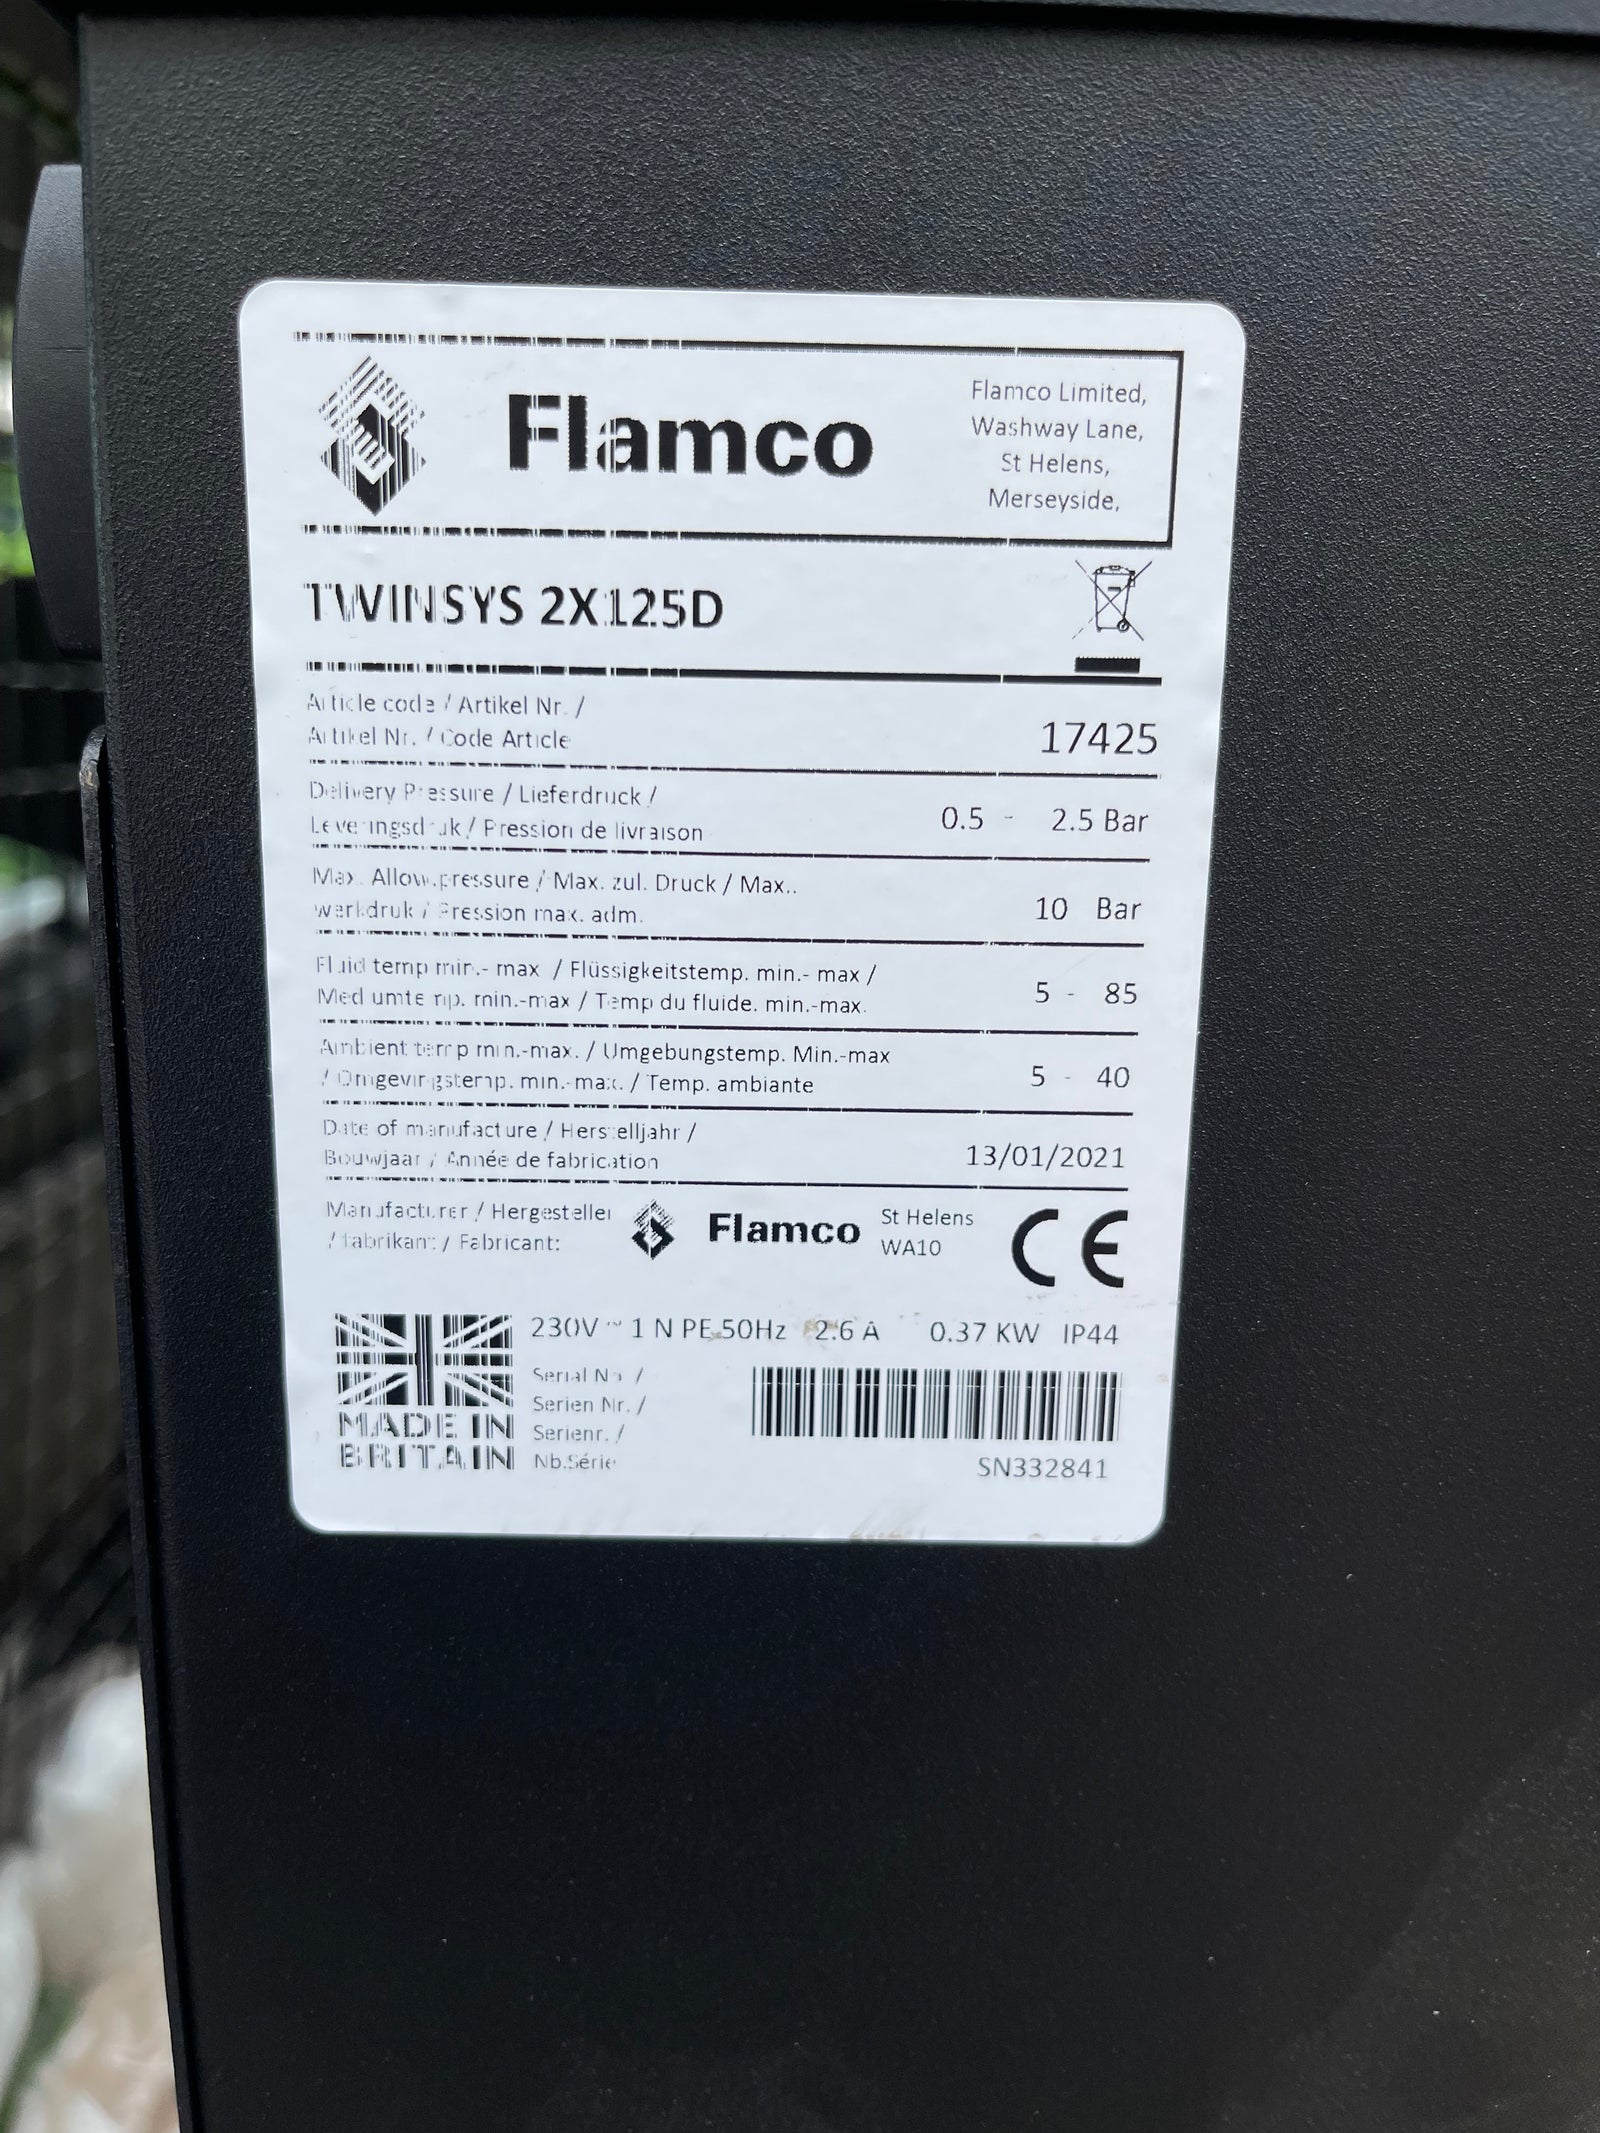 Flamco
Flamco Limited,
Washway Lane,
St Helens,
Merseyside,
TWINSYS 2X125D
Article code / Artikel Nr. /
Artikel Nr. / Code Article
17425
Delivery Pressure / Lieferdruck /
Leveringsdruk / Pression de livraison
0.5 - 2.5 Bar
Max. Allow.pressure / Max. zul. Druck / Max..
werkdruk / Pression max. adm.
10 Bar
Fluid temp min.- max / Flüssigkeitstemp. min.- max /
Mediumtemp. min.-max / Temp du fluide. min.-max.
5 - 85
Ambient temp min.-max. / Umgebungstemp. Min.-max
/ Omgevingstemp. min.-max. / Temp. ambiante
5 - 40
Date of manufacture / Herstelljahr /
Bouwjaar / Année de fabrication
13/01/2021
Manufacturer / Hergesteller
/ fabrikant / Fabricant:
Flamco
St Helens
WA10
CE
230V ~ 1 N PE 50Hz 2.6 A 0.37 KW IP44
MADE IN
BRITAIN
Serial No /
Serien Nr. /
Serienr. /
Nb.Série
SN332841